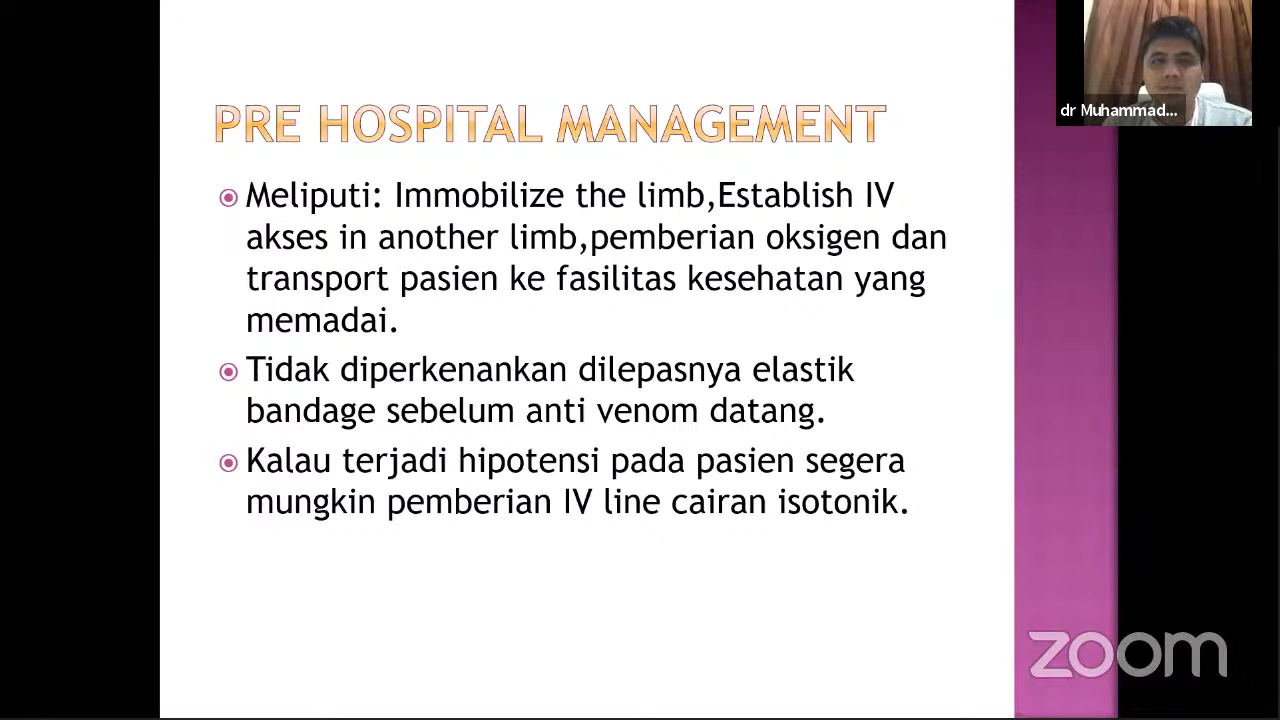 PRE HOSPITAL MANAGEMENT
Meliputi: Immobilize the limb,Establish IV
akses in another limb,pemberian oksigen dan
transport pasien ke fasilitas kesehatan yang
memadai.
Tidak diperkenankan dilepasnya elastik
bandage sebelum anti venom datang.
Kalau terjadi hipotensi pada pasien segera
mungkin pemberian IV line cairan isotonik.
dr Muhammad...
zoom